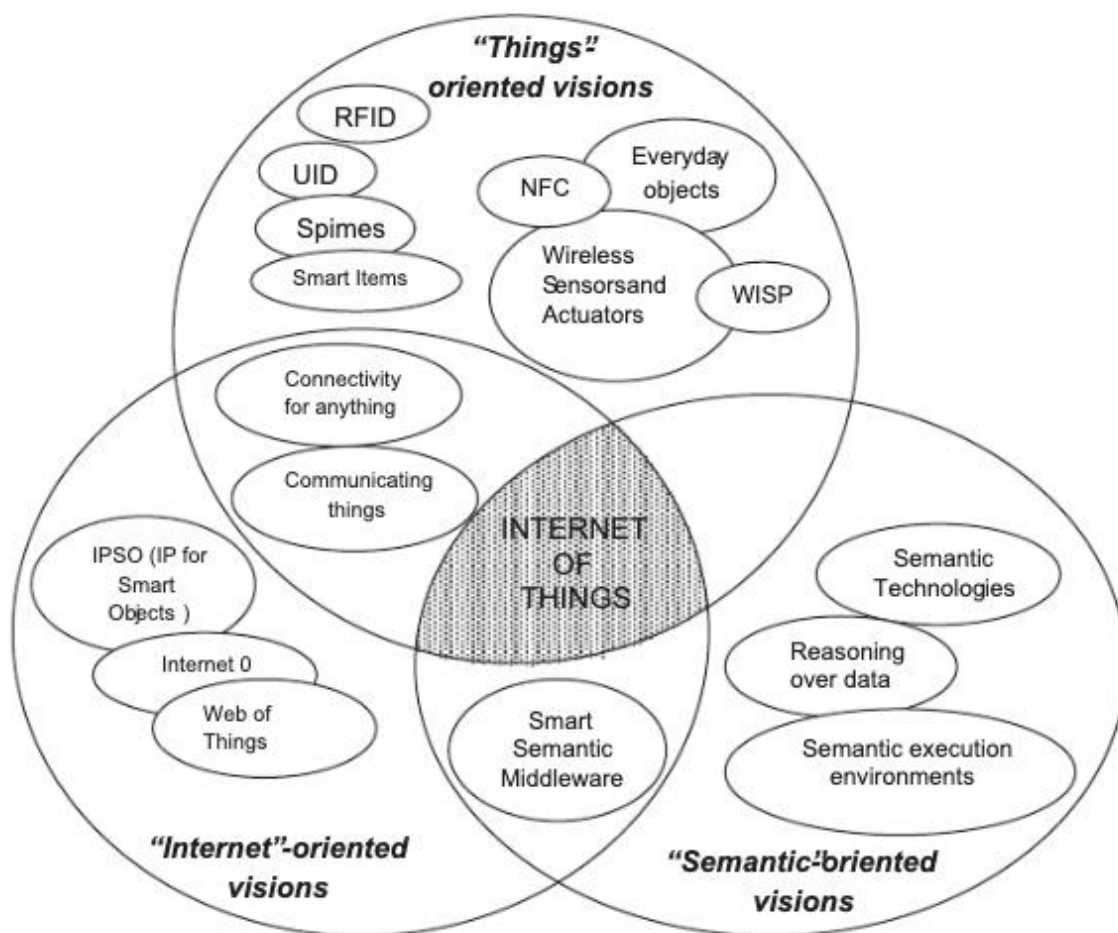 “Things”-
oriented visions
RFID
UID
Spimes
Smart Items
NFC
Everyday
objects
Wireless
Sensorsand
Actuators
WISP
Connectivity
for anything
Communicating
things
INTERNET
OF
THINGS
IPSO (IP for
Smart
Objects )
Internet 0
Web of
Things
Semantic
Technologies
Reasoning
over data
Semantic execution
environments
Smart
Semantic
Middleware
“Internet”-oriented
visions
“Semantic”-oriented
visions